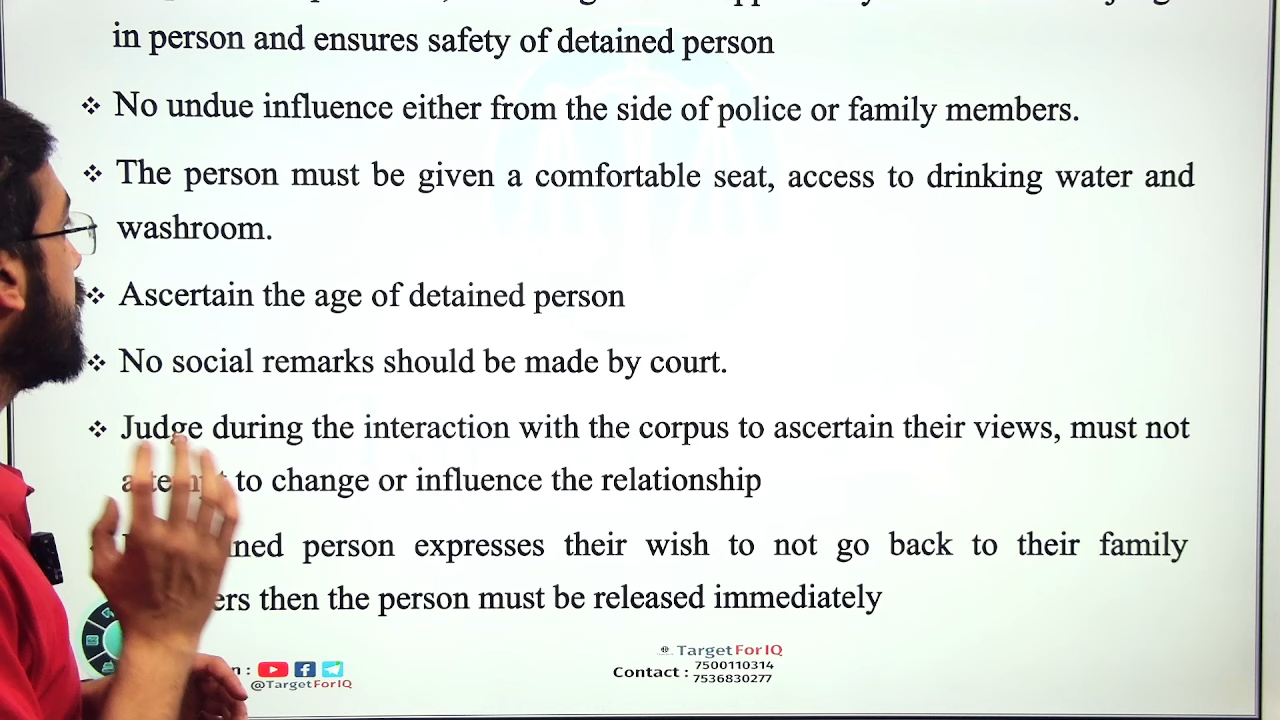 in person and ensures safety of detained person
❖ No undue influence either from the side of police or family members.
❖ The person must be given a comfortable seat, access to drinking water and
washroom.
❖ Ascertain the age of detained person
❖ No social remarks should be made by court.
❖ Judge during the interaction with the corpus to ascertain their views, must not
to change or influence the relationship
person expresses their wish to not go back to their family
then the person must be released immediately
@TargetForIQ
TargetForIQ
Contact : 7500110314
7536830277